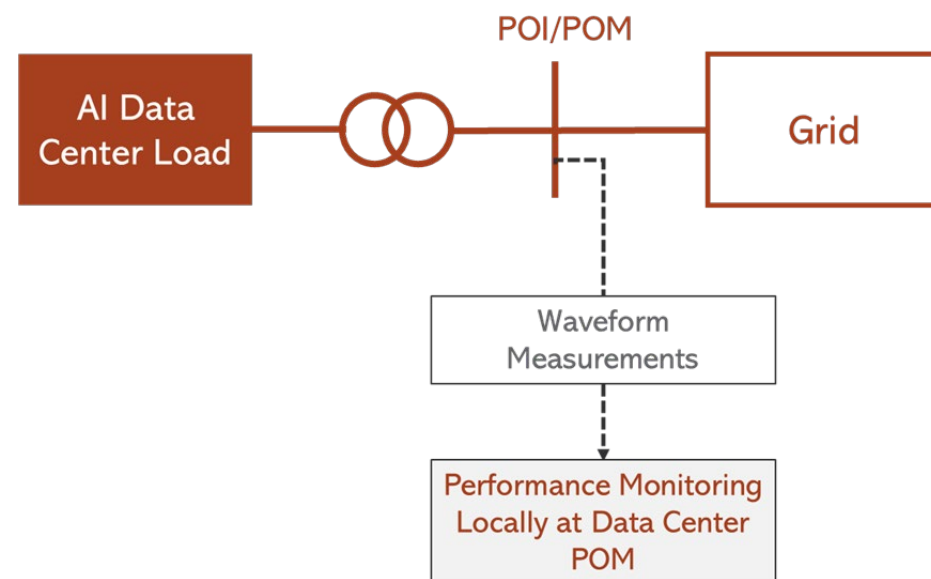 POI/POM
AI Data
Center Load
Grid
Waveform
Measurements
Performance Monitoring
Locally at Data Center
POM